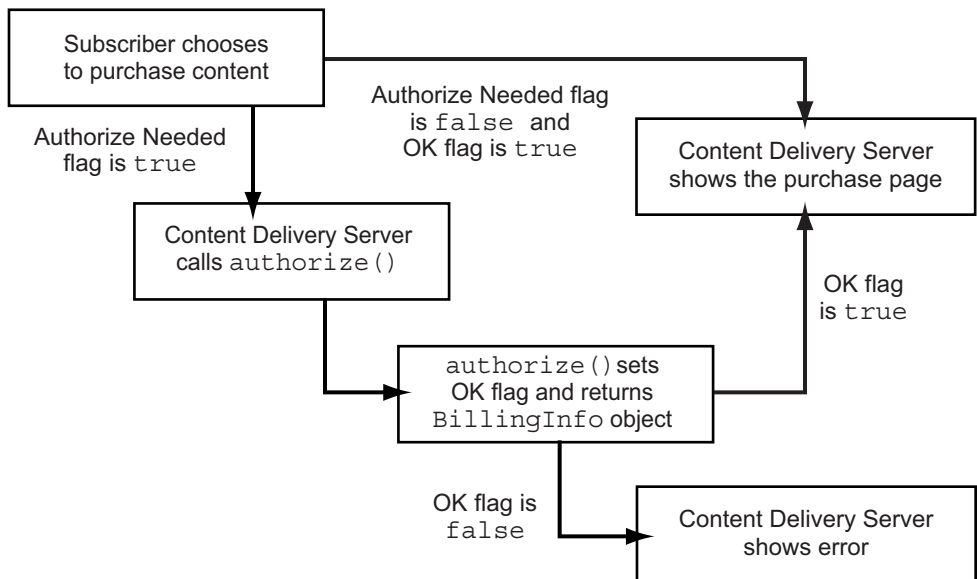 Subscriber chooses
to purchase content
Authorize Needed flag
is false and
OK flag is true
Authorize Needed
flag is true
Content Delivery Server
shows the purchase page
Content Delivery Server
calls authorize()
OK flag
is true
authorize() sets
OK flag and returns
BillingInfo object
OK flag is
false
Content Delivery Server
shows error